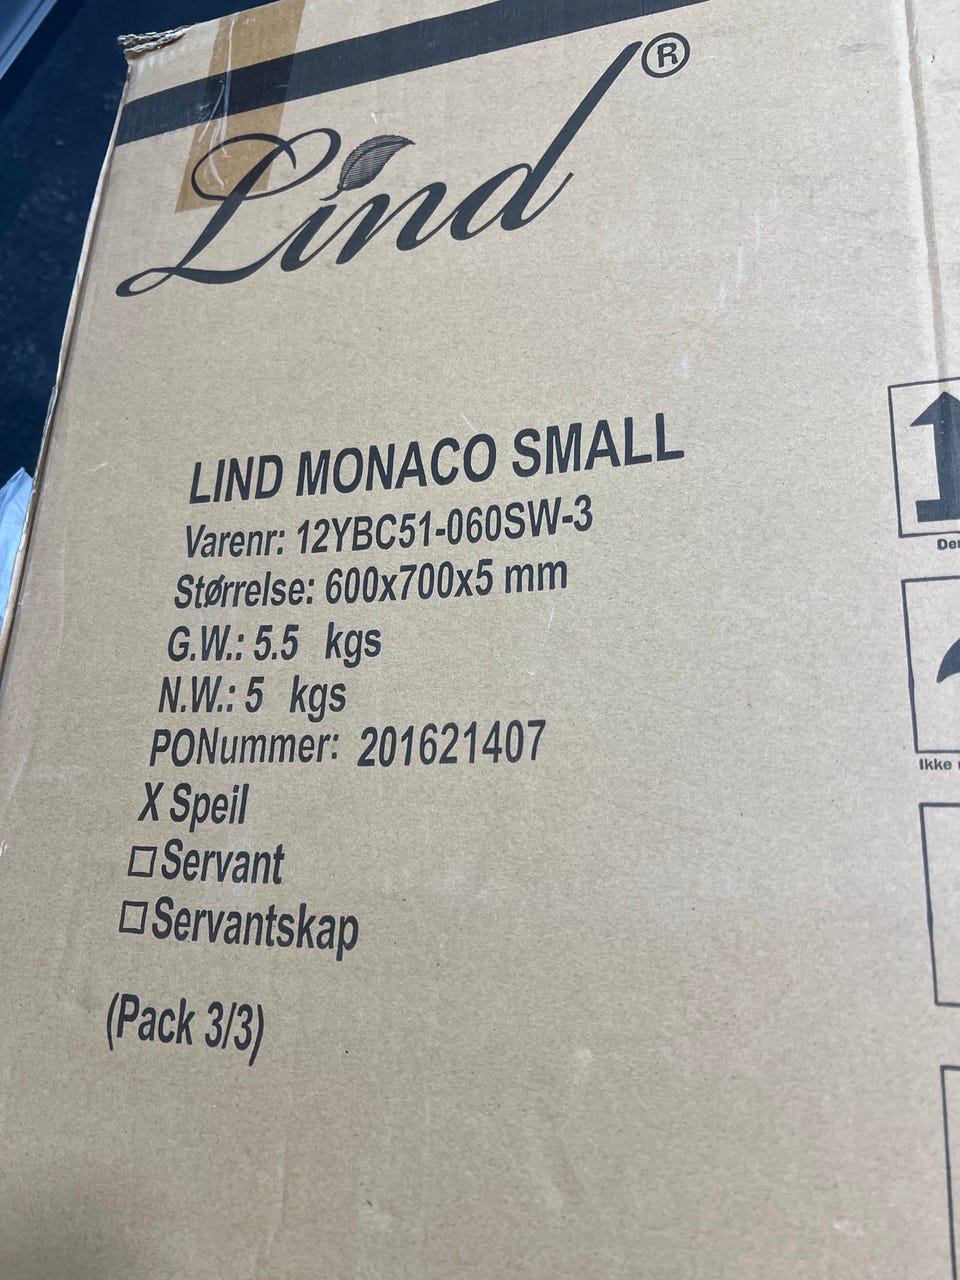 Lind®
LIND MONACO SMALL
Varenr: 12YBC51-060SW-3
Størrelse: 600x700x5 mm
G.W.: 5.5 kgs
N.W.: 5 kgs
PONummer: 201621407
X Speil
☐ Servant
☐ Servantskap
(Pack 3/3)
Ikke